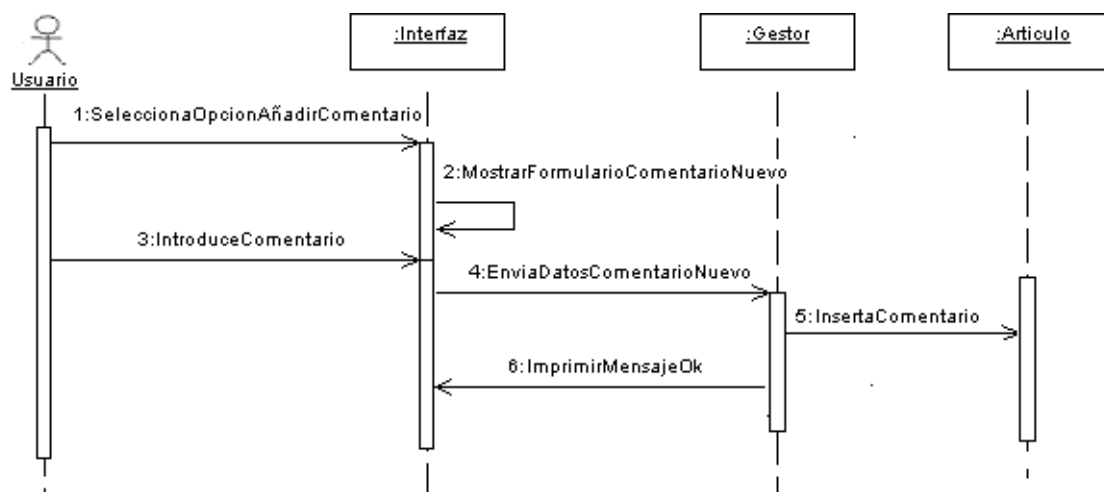 :Interfaz
:Gestor
:Articulo
Usuario
1:SeleccionaOpcionAñadirComentario
2:MostrarFormularioComentarioNuevo
3:IntroduceComentario
4:EnviaDatosComentarioNuevo
5:InsertaComentario
6:ImprimirMensajeOk